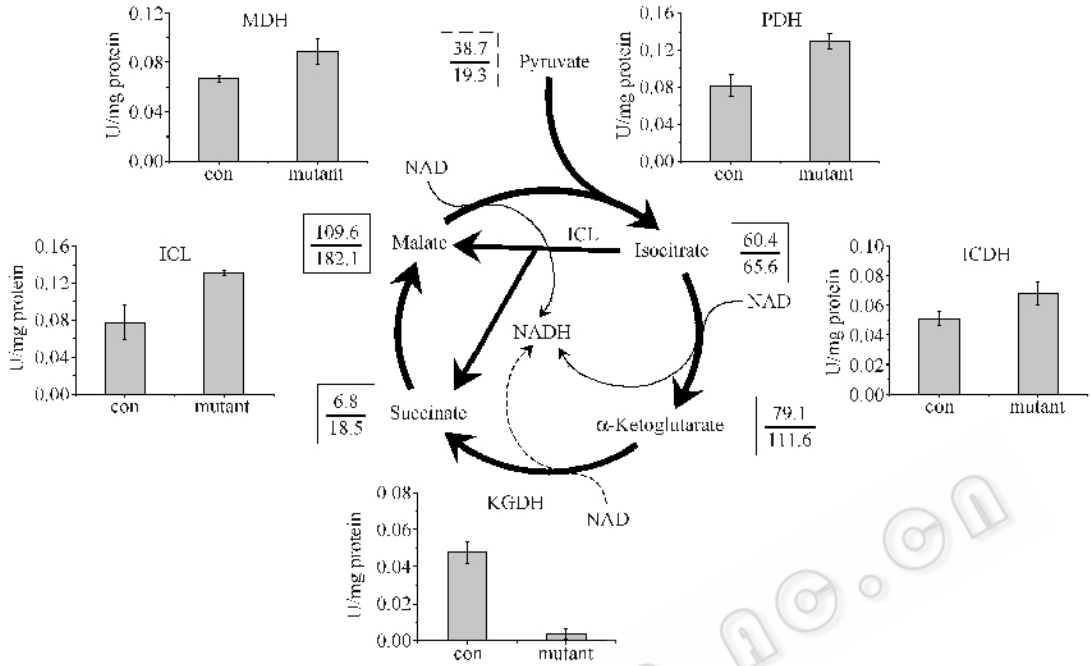 MDH
U/mg protein
0.12
0.08
0.04
0.00
con mutant
38.7
19.3
Pyruvate
PDH
U/mg protein
0.16
0.12
0.08
0.04
0.00
con mutant
NAD
ICL
U/mg protein
0.16
0.12
0.08
0.04
0.00
con mutant
109.6
182.1
Malate
ICL
Isocitrate
60.4
65.6
NAD
NADH
ICDH
U/mg protein
0.10
0.08
0.06
0.04
0.02
0.00
con mutant
6.8
18.5
Succinate
α-Ketoglutarate
79.1
111.6
KGDH
NAD
U/mg protein
0.08
0.06
0.04
0.02
0.00
con mutant
ac.cn